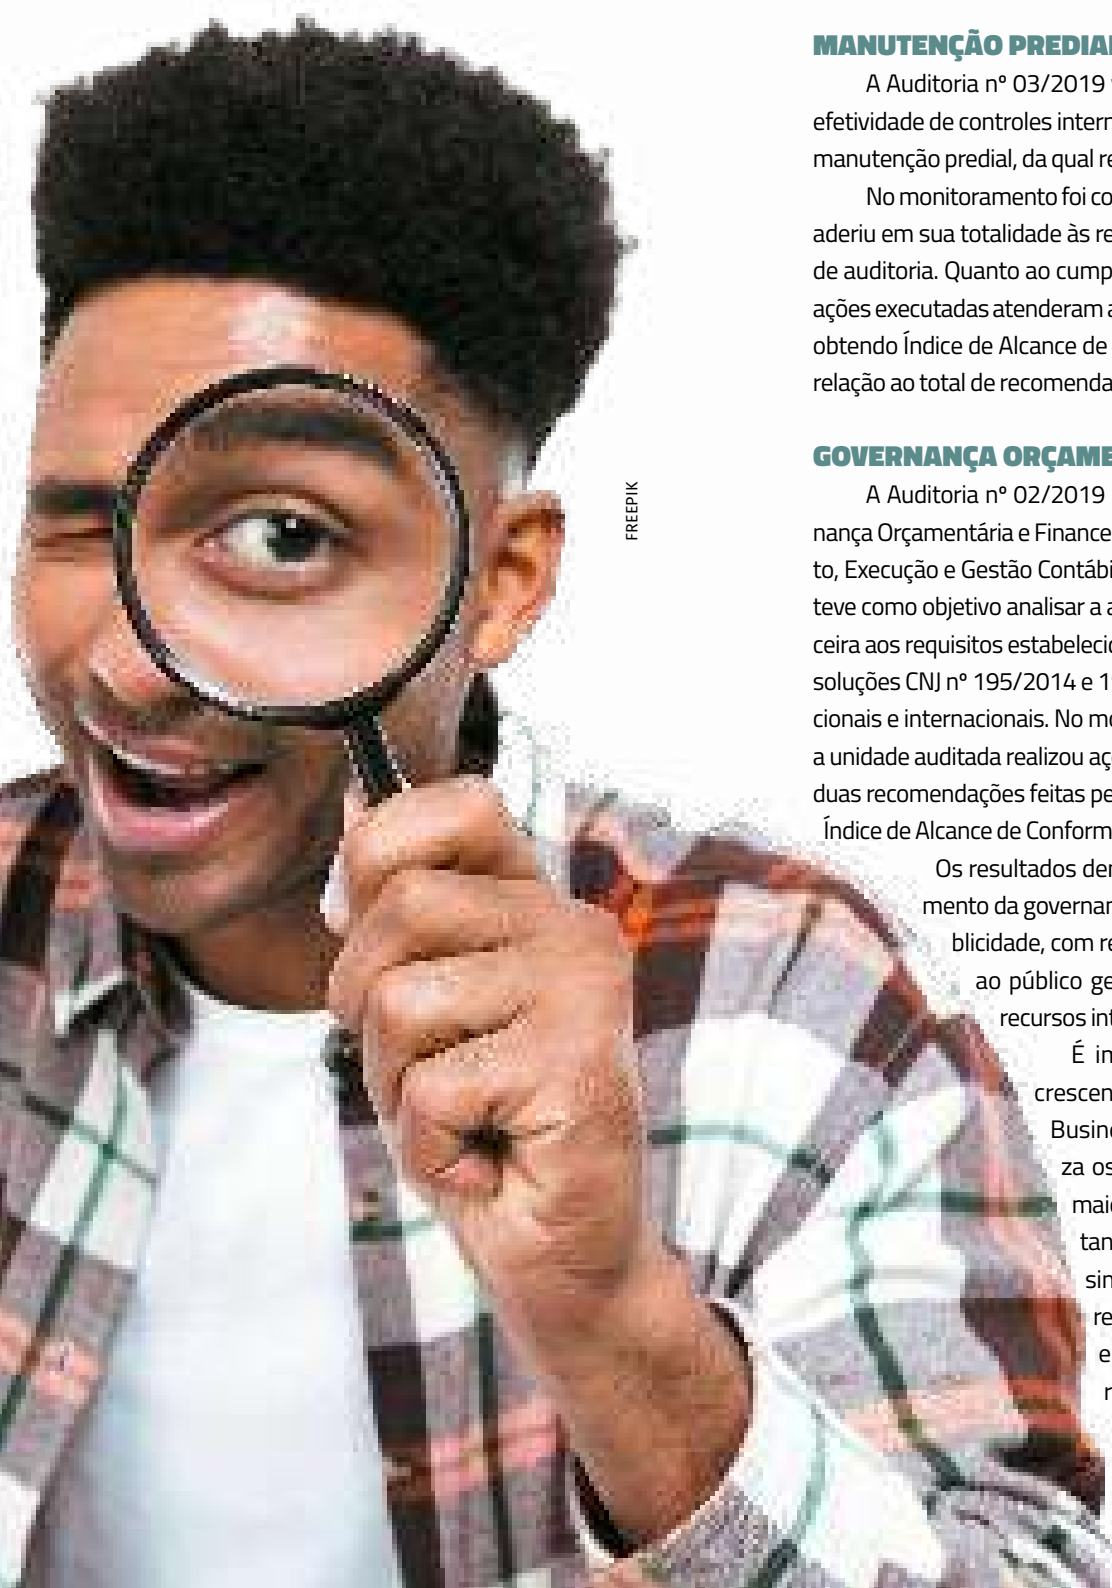 MANUTENÇÃO PREDIAL
A Auditoria nº 03/2019
efetividade de controles intern
manutenção predial, da qual re
No monitoramento foi co
aderiu em sua totalidade às re
de auditoria. Quanto ao cump
ações executadas atenderam a
obtendo Índice de Alcance de
relação ao total de recomenda
GOVERNANÇA ORÇAME
A Auditoria nº 02/2019
nança Orçamentária e Finance
to, Execução e Gestão Contábi
teve como objetivo analisar a a
ceira aos requisitos estabelecid
soluções CNJ nº 195/2014 e 1
cionais e internacionais. No mo
a unidade auditada realizou aç
duas recomendações feitas pe
Índice de Alcance de Conform
Os resultados der
mento da governan
blicidade, com re
ao público ge
recursos int
É in
crescen
Busine
za os
maio
tan
sin
re
e
r
FREEPIK